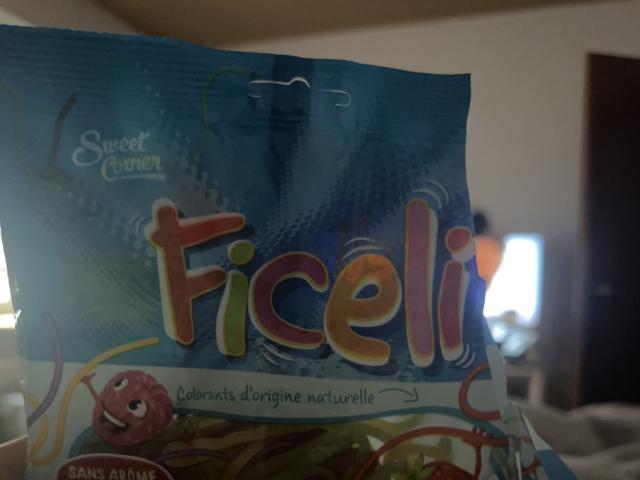 Sweet
Corner
Ficeli
Colorants d'origine naturelle
SANS ARÔME